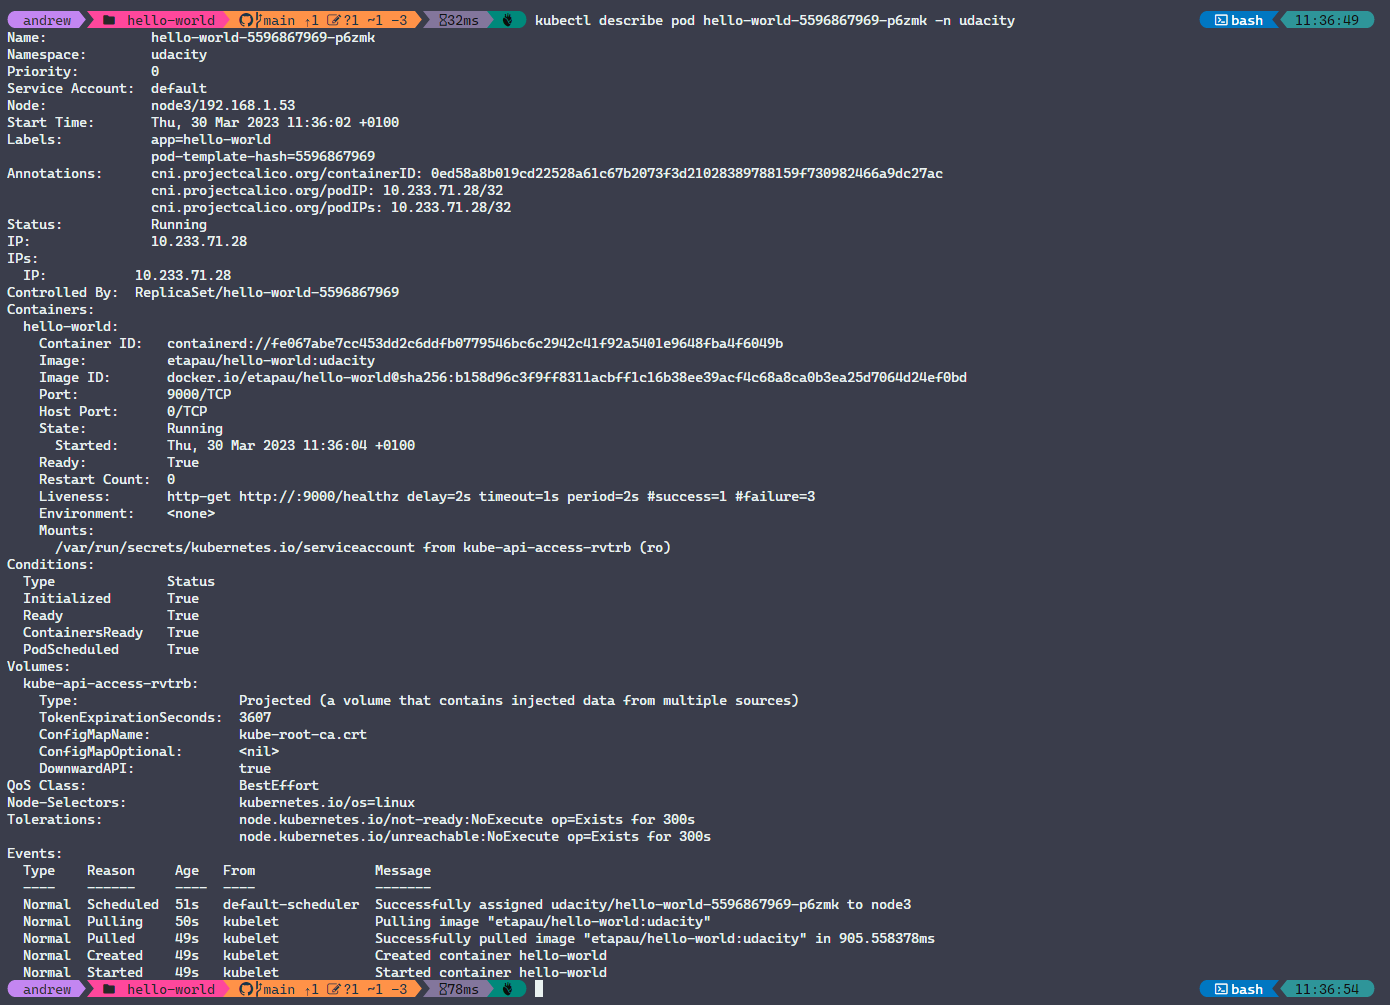 andrew hello-world main ↑1 ?1 ~1 -3 32ms kubectl describe pod hello-world-5596867969-p6zmk -n udacity bash 11:36:49
Name: hello-world-5596867969-p6zmk
Namespace: udacity
Priority: 0
Service Account: default
Node: node3/192.168.1.53
Start Time: Thu, 30 Mar 2023 11:36:02 +0100
Labels: app=hello-world
pod-template-hash=5596867969
Annotations: cni.projectcalico.org/containerID: 0ed58a8b019cd22528a61c67b2073f3d21028389788159f730982466a9dc27ac
cni.projectcalico.org/podIP: 10.233.71.28/32
cni.projectcalico.org/podIPs: 10.233.71.28/32
Status: Running
IP: 10.233.71.28
IPs:
IP: 10.233.71.28
Controlled By: ReplicaSet/hello-world-5596867969
Containers:
hello-world:
Container ID: containerd://fe067abe7cc453dd2c6ddfb0779546bc6c2942c41f92a5401e9648fba4f6049b
Image: etapau/hello-world:udacity
Image ID: docker.io/etapau/hello-world@sha256:b158d96c3f9ff8311acbff1c16b38ee39acf4c68a8ca0b3ea25d7064d24ef0bd
Port: 9000/TCP
Host Port: 0/TCP
State: Running
Started: Thu, 30 Mar 2023 11:36:04 +0100
Ready: True
Restart Count: 0
Liveness: http-get http://:9000/healthz delay=2s timeout=1s period=2s #success=1 #failure=3
Environment: <none>
Mounts:
/var/run/secrets/kubernetes.io/serviceaccount from kube-api-access-rvtrb (ro)
Conditions:
Type Status
Initialized True
Ready True
ContainersReady True
PodScheduled True
Volumes:
kube-api-access-rvtrb:
Type: Projected (a volume that contains injected data from multiple sources)
TokenExpirationSeconds: 3607
ConfigMapName: kube-root-ca.crt
ConfigMapOptional: <nil>
DownwardAPI: true
QoS Class: BestEffort
Node-Selectors: kubernetes.io/os=linux
Tolerations: node.kubernetes.io/not-ready:NoExecute op=Exists for 300s
node.kubernetes.io/unreachable:NoExecute op=Exists for 300s
Events:
Type Reason Age From Message
---- ------ ---- ---- -------
Normal Scheduled 51s default-scheduler Successfully assigned udacity/hello-world-5596867969-p6zmk to node3
Normal Pulling 50s kubelet Pulling image "etapau/hello-world:udacity"
Normal Pulled 49s kubelet Successfully pulled image "etapau/hello-world:udacity" in 905.558378ms
Normal Created 49s kubelet Created container hello-world
Normal Started 49s kubelet Started container hello-world
andrew hello-world main ↑1 ?1 ~1 -3 78ms bash 11:36:54